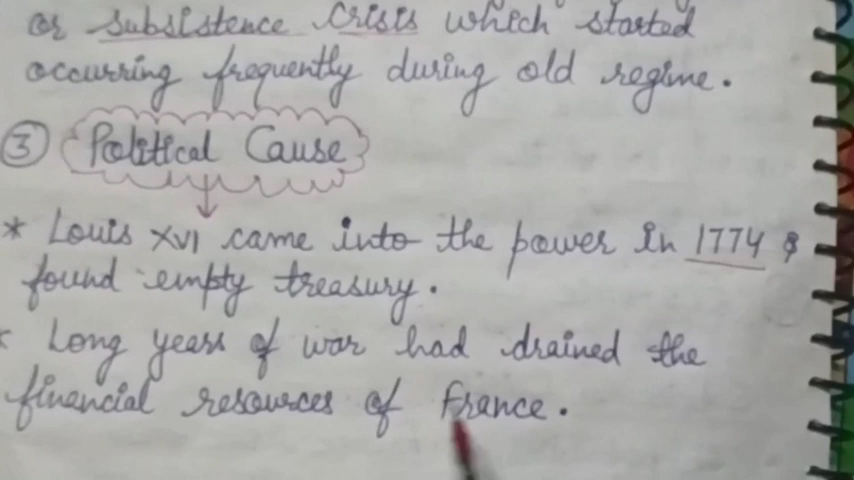 or subsistence crisis which started
occurring frequently during old regime.
③ Political Cause
* Louis XVI came into the power in 1774 &
found empty treasury.
* Long years of war had drained the
financial resources of France.